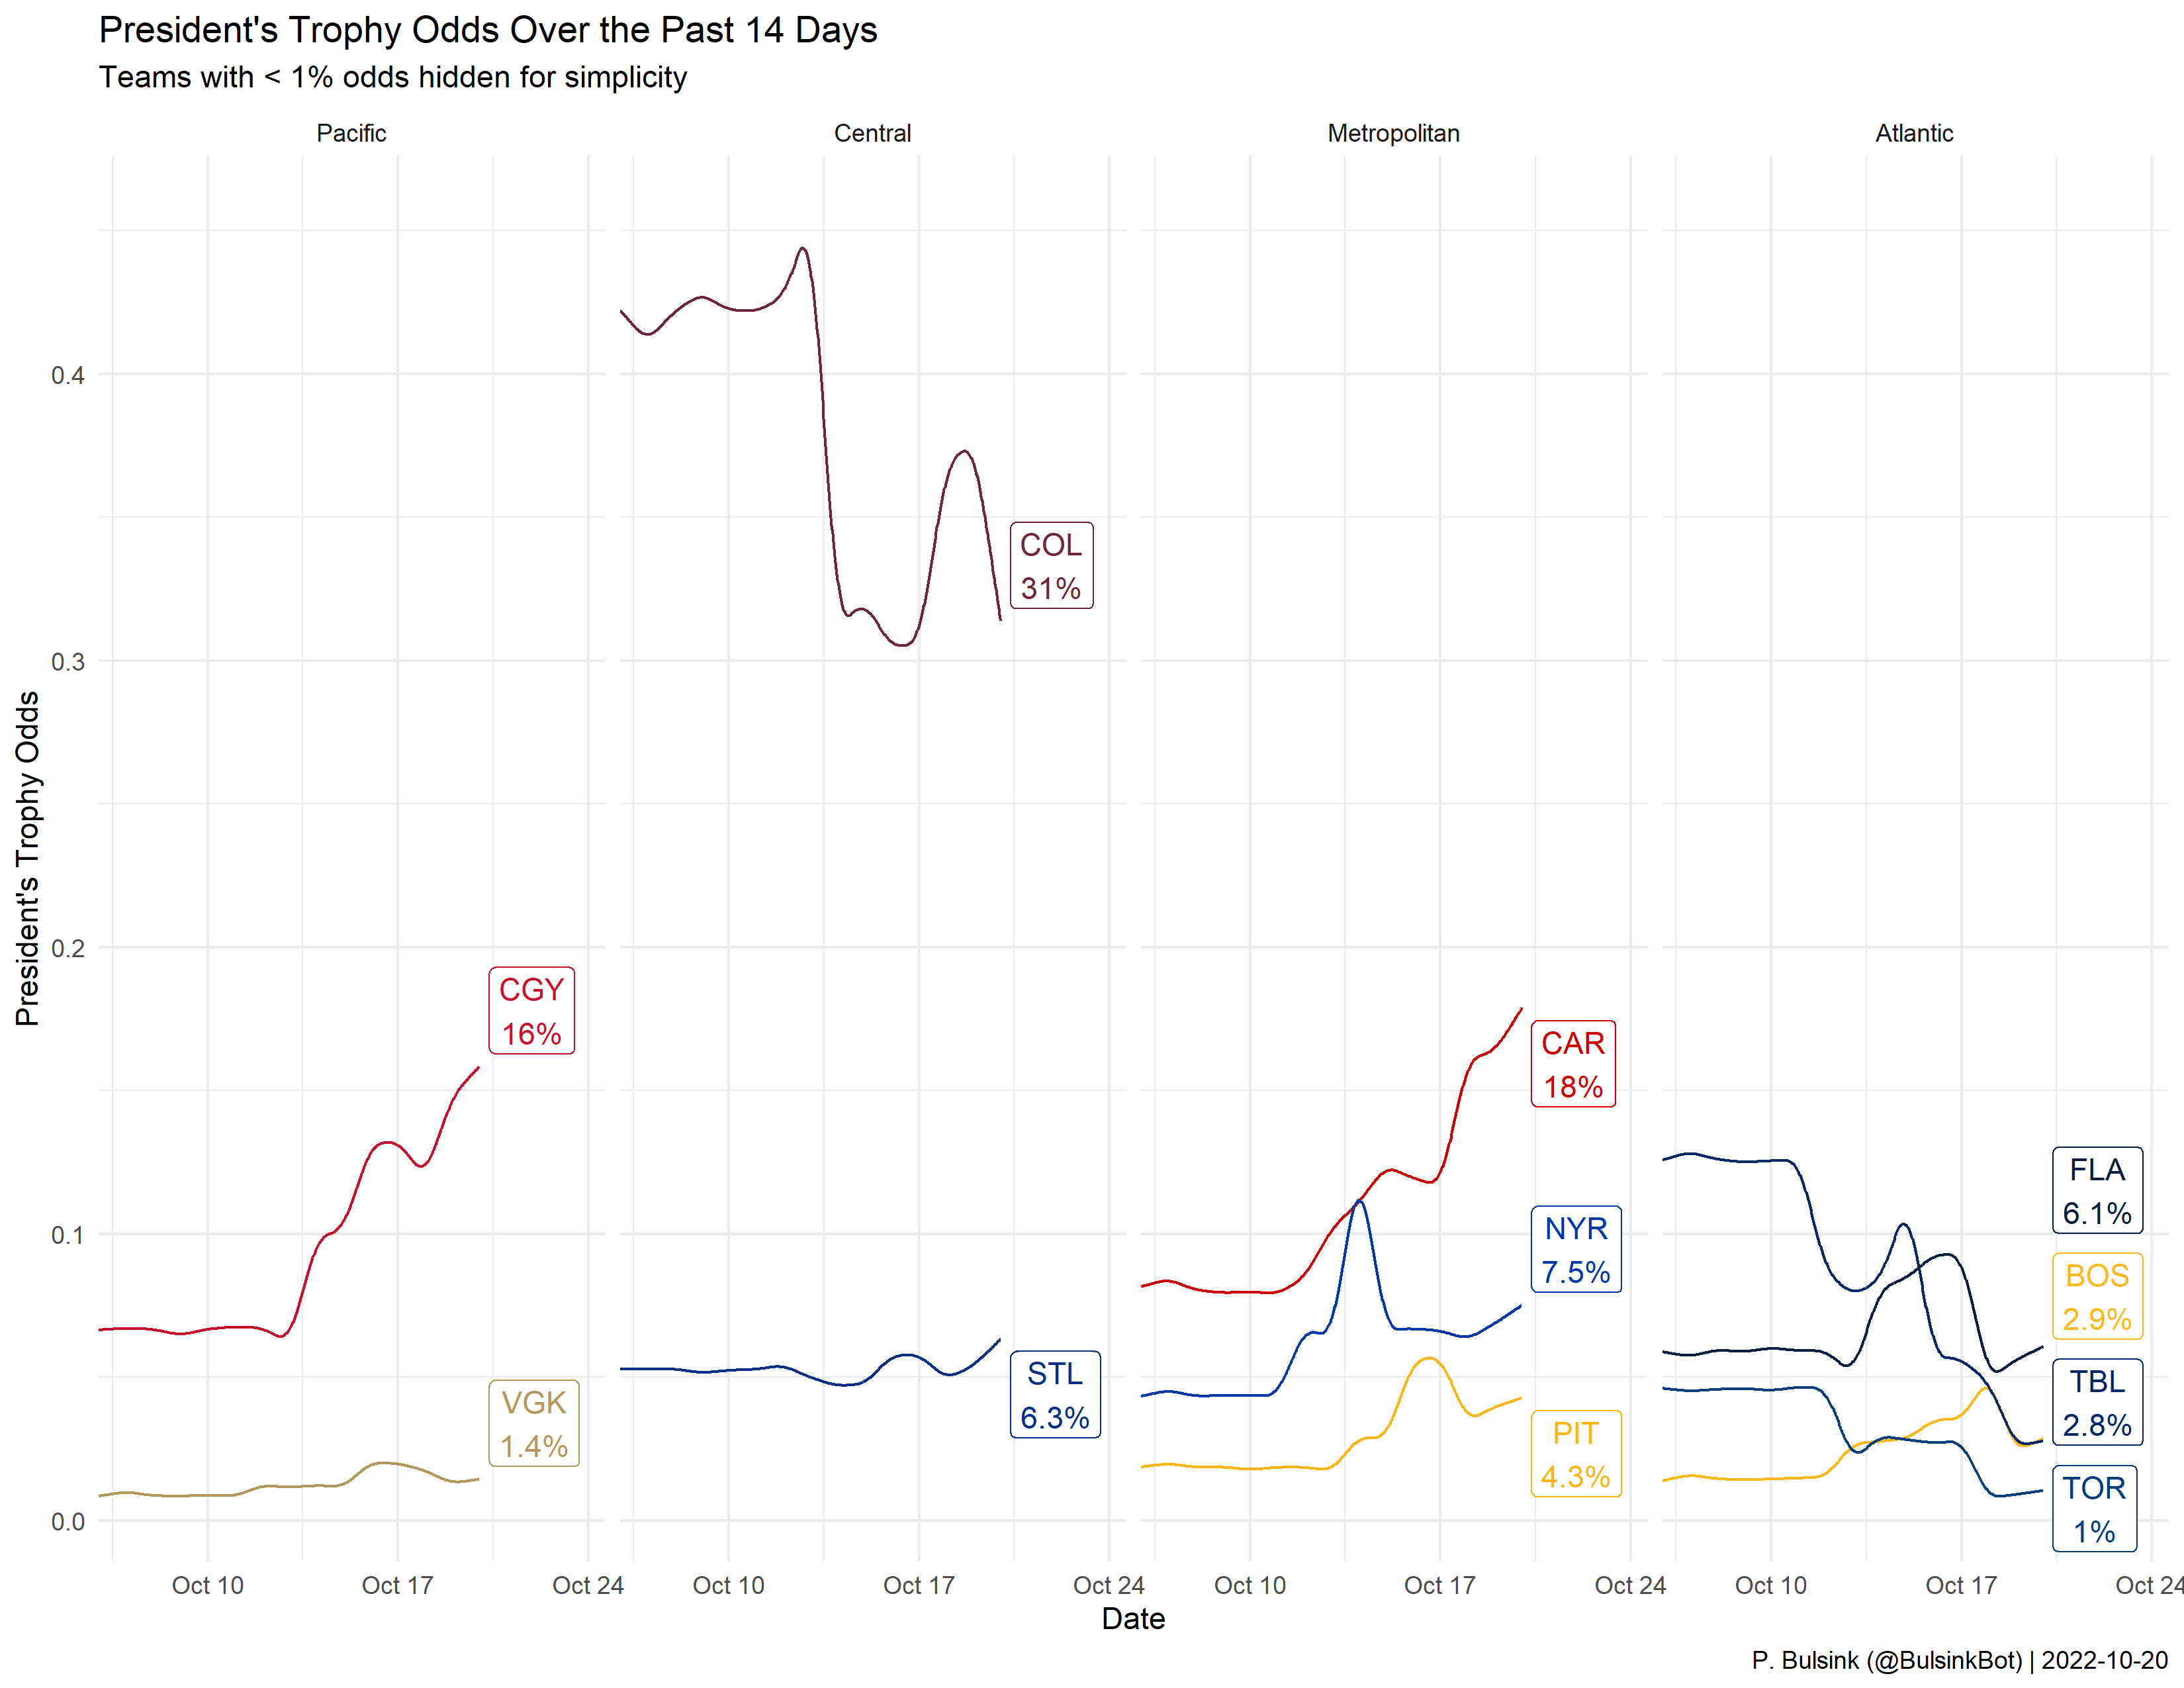 President's Trophy Odds Over the Past 14 Days
Teams with < 1% odds hidden for simplicity
Pacific
Central
Metropolitan
Atlantic
President's Trophy Odds
0.4
0.3
0.2
0.1
0.0
CGY
16%
VGK
1.4%
COL
31%
STL
6.3%
CAR
18%
NYR
7.5%
PIT
4.3%
FLA
6.1%
BOS
2.9%
TBL
2.8%
TOR
1%
Oct 10 Oct 17 Oct 24
Oct 10 Oct 17 Oct 24
Oct 10 Oct 17 Oct 24
Oct 10 Oct 17 Oct 24
Date
P. Bulsink (@BulsinkBot) | 2022-10-20